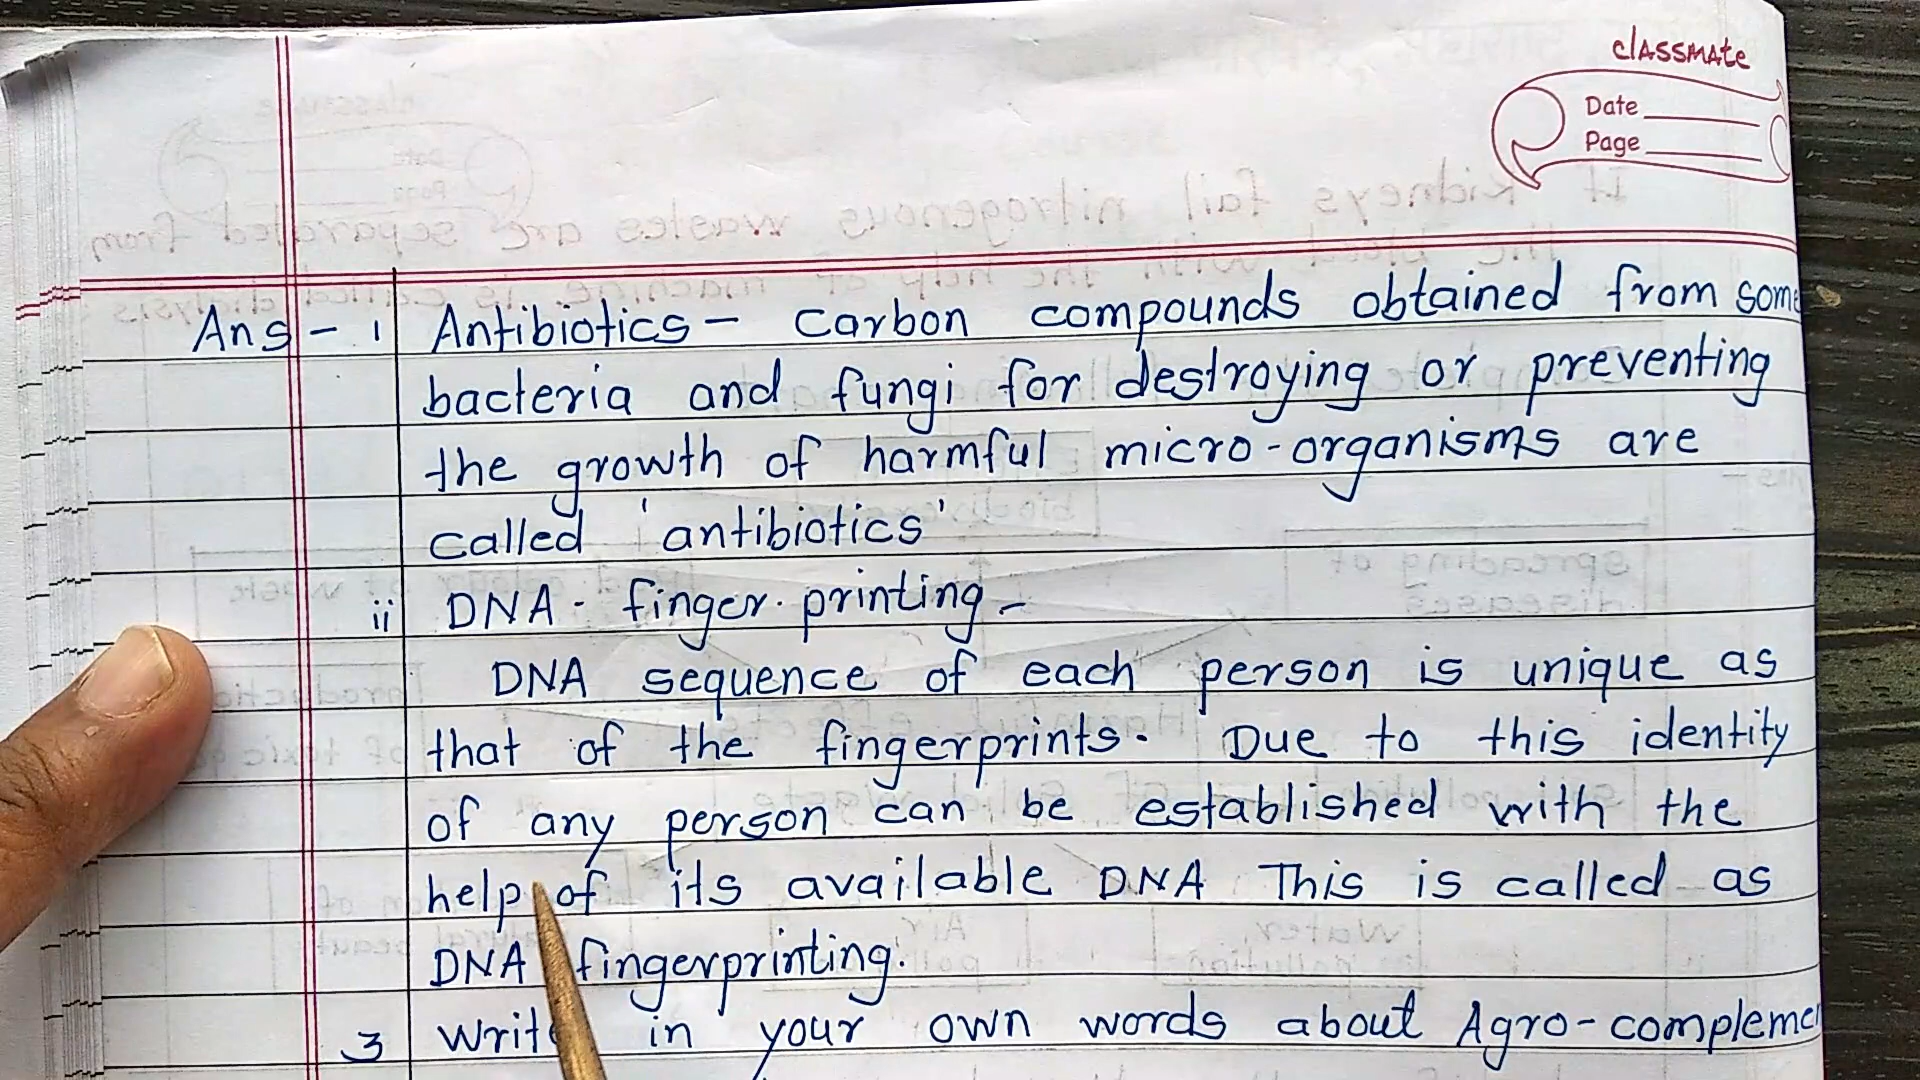 classmate
Date
Page
Ans - i Antibiotics - Carbon compounds obtained from some
bacteria and fungi for destroying or preventing
the growth of harmful micro-organisms are
called 'antibiotics'
ii DNA - finger. printing -
DNA sequence of each person is unique as
that of the fingerprints. Due to this identity
of any person can be established with the
help of its available DNA This is called as
DNA fingerprinting.
3 Write in your own words about Agro-complemen